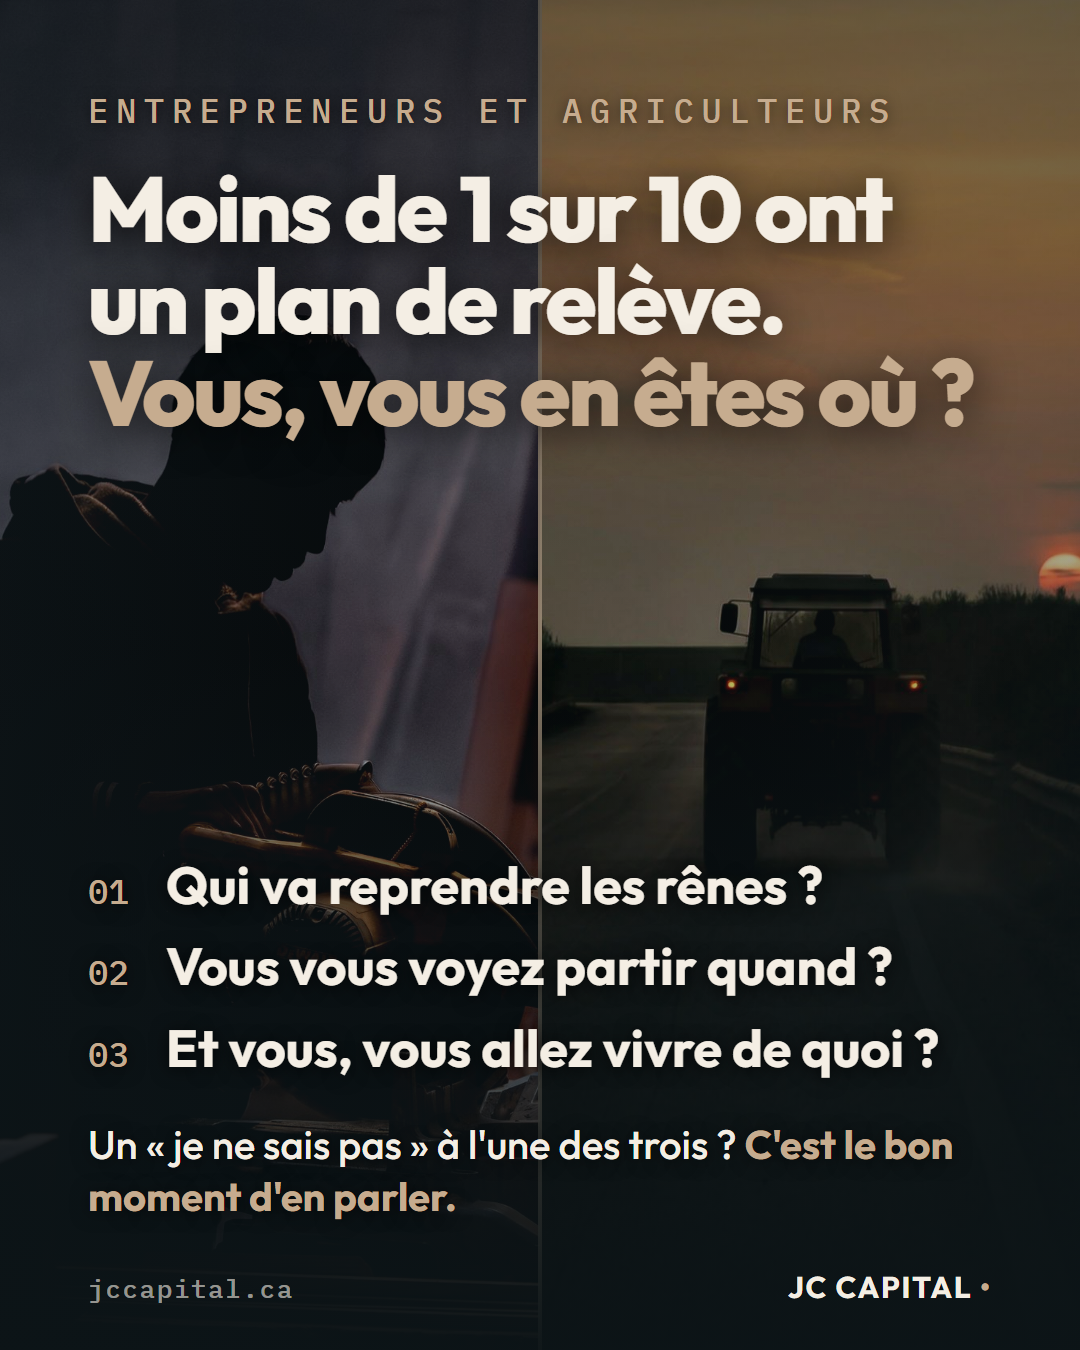 ENTREPRENEURS ET AGRICULTEURS
Moins de 1 sur 10 ont
un plan de relève.
Vous, vous en êtes où ?
01 Qui va reprendre les rênes ?
02 Vous vous voyez partir quand ?
03 Et vous, vous allez vivre de quoi ?
Un « je ne sais pas » à l'une des trois ? C'est le bon
moment d'en parler.
jccapital.ca
JC CAPITAL •